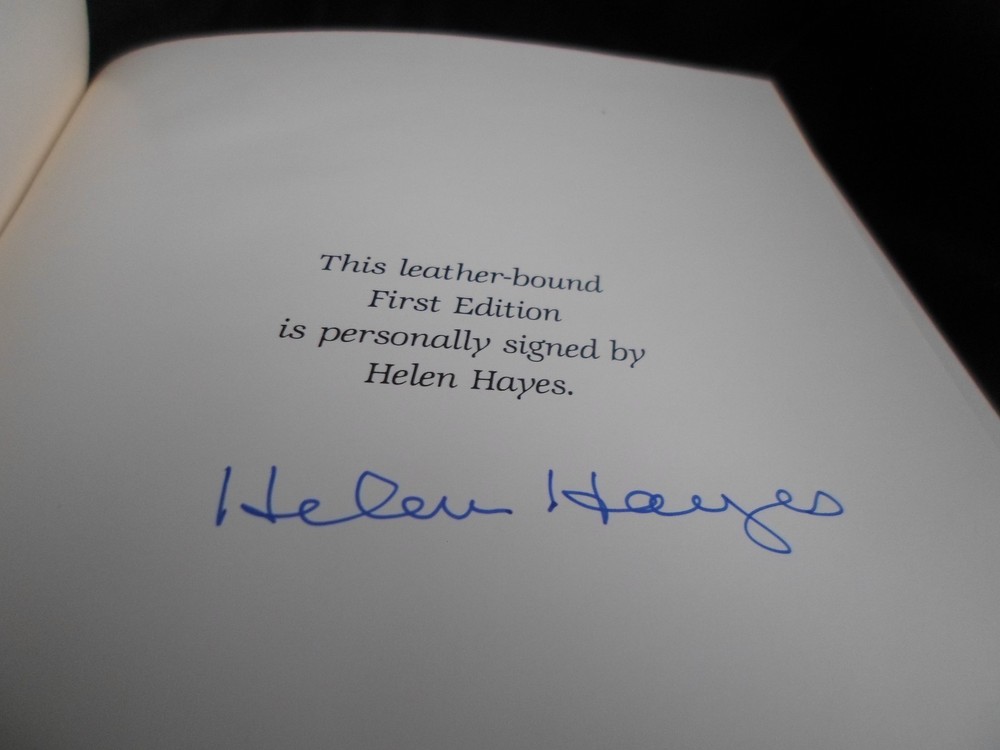 This leather-bound
First Edition
is personally signed by
Helen Hayes.
Helen Hayes